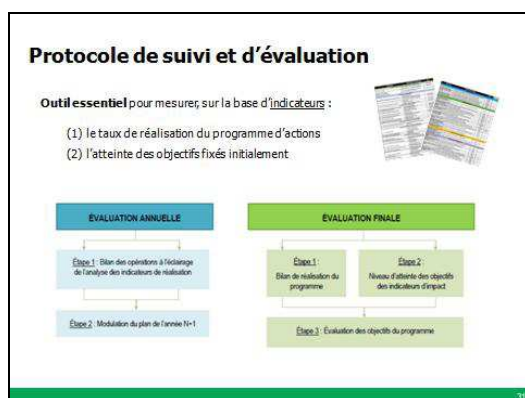 Protocole de suivi et d'évaluation
Outil essentiel pour mesurer, sur la base d'indicateurs :
(1) le taux de réalisation du programme d'actions
(2) l'atteinte des objectifs fixés initialement
ÉVALUATION ANNUELLE
Étape 1 : Bilan des opérations à l'éclairage
de l'analyse des indicateurs de réalisation
Étape 2 : Modulation du plan de l'année N+1
ÉVALUATION FINALE
Étape 1 :
Bilan de réalisation du
programme
Étape 2 :
Niveau d'atteinte des objectifs
des indicateurs d'impact
Étape 3 : Évaluation des objectifs du programme